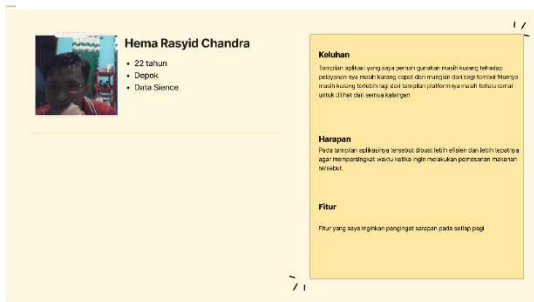 Hema Rasyid Chandra
22 tahun
Depok
Data Sience
Keluhan
Tampilan aplikasi yang saya pernah gunakan masih kurang terhadap
pelayanan nya masih kurang cepat dan mungkin dari segi tombol fiturnya
masih kurang terlebih lagi dari tampilan platformnya masih terlalu ramai
untuk dilihat dari semua kalangan
Harapan
Pada tampilan aplikasinya tersebut dibuat lebih efisien dan lebih tepatnya
agar mempersingkat waktu ketika ingin melakukan pemesanan makanan
tersebut.
Fitur
Fitur yang saya inginkan pengingat sarapan pada setiap pagi